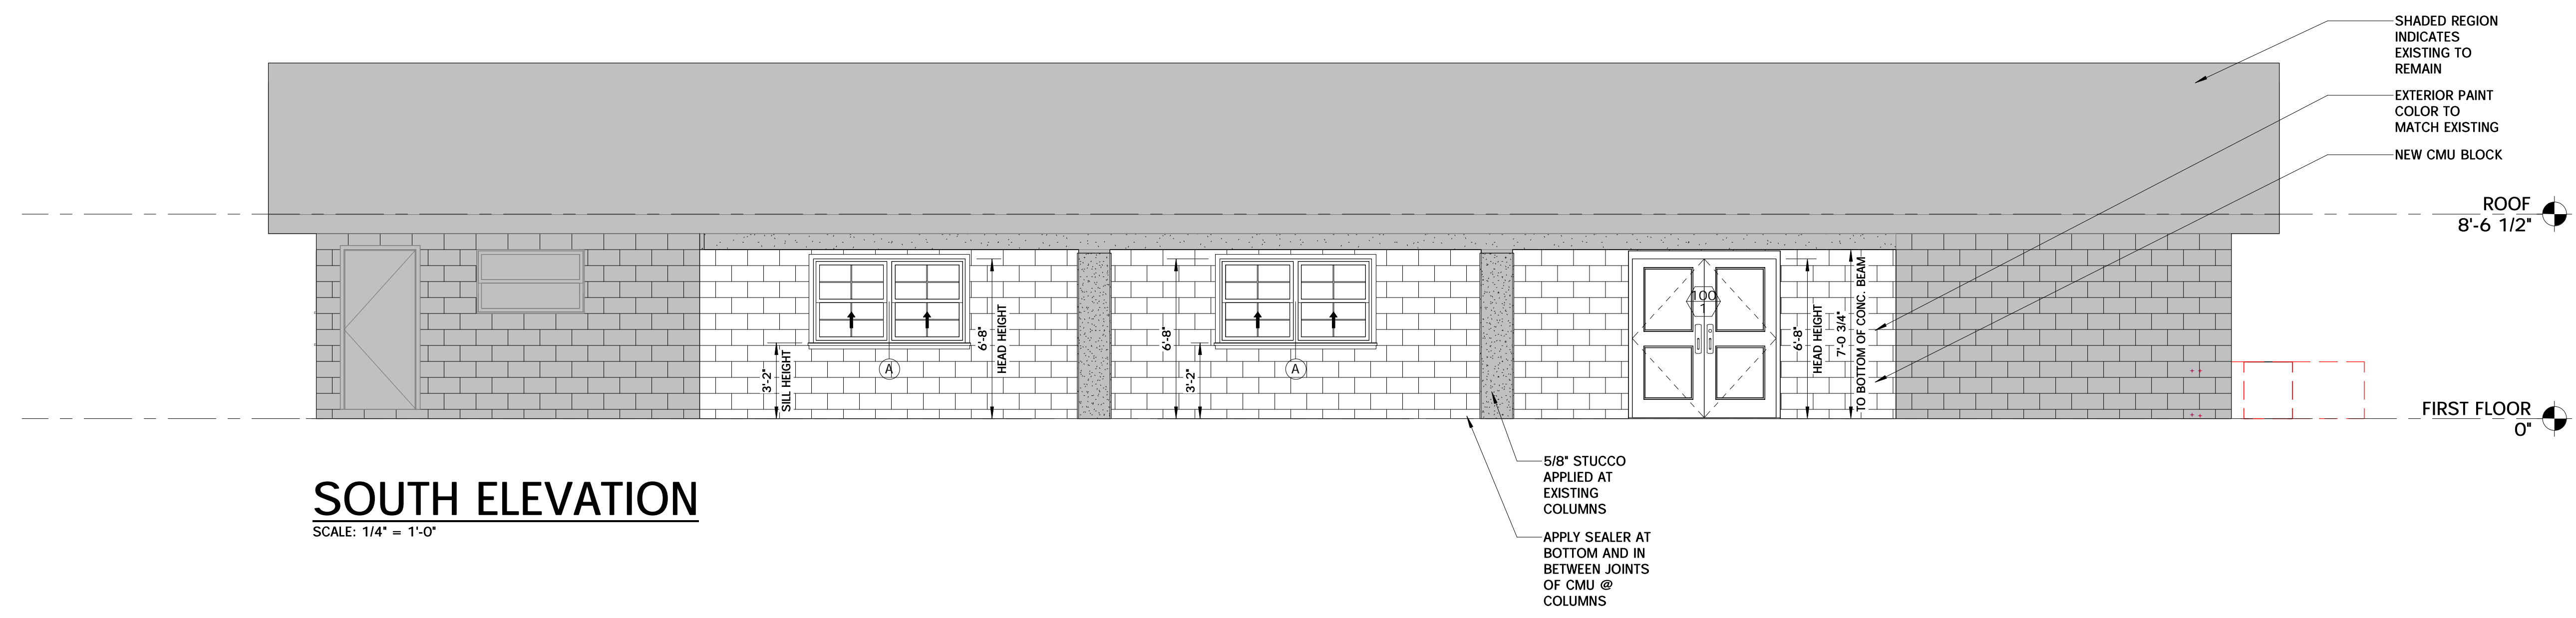 SHADED REGION
INDICATES
EXISTING TO
REMAIN
EXTERIOR PAINT
COLOR TO
MATCH EXISTING
NEW CMU BLOCK
ROOF
8'-6 1/2"
3'-2"
SILL HEIGHT
A
6'-8"
HEAD HEIGHT
6'-8"
3'-2"
A
100
1
6'-8"
HEAD HEIGHT
7'-0 3/4"
TO BOTTOM OF CONC. BEAM
FIRST FLOOR
0"
5/8" STUCCO
APPLIED AT
EXISTING
COLUMNS
APPLY SEALER AT
BOTTOM AND IN
BETWEEN JOINTS
OF CMU @
COLUMNS
SOUTH ELEVATION
SCALE: 1/4" = 1'-0"